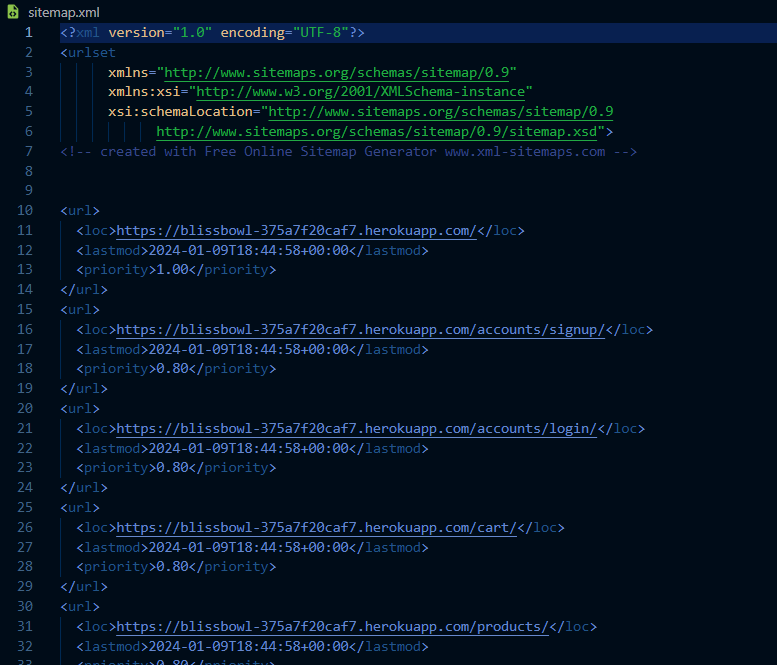 sitemap.xml
1 <?xml version="1.0" encoding="UTF-8"?>
2 <urlset
3 xmlns="http://www.sitemaps.org/schemas/sitemap/0.9"
4 xmlns:xsi="http://www.w3.org/2001/XMLSchema-instance"
5 xsi:schemaLocation="http://www.sitemaps.org/schemas/sitemap/0.9
6 http://www.sitemaps.org/schemas/sitemap/0.9/sitemap.xsd">
7 <!-- created with Free Online Sitemap Generator www.xml-sitemaps.com -->
8
9
10 <url>
11 <loc>https://blissbowl-375a7f20caf7.herokuapp.com/</loc>
12 <lastmod>2024-01-09T18:44:58+00:00</lastmod>
13 <priority>1.00</priority>
14 </url>
15 <url>
16 <loc>https://blissbowl-375a7f20caf7.herokuapp.com/accounts/signup/</loc>
17 <lastmod>2024-01-09T18:44:58+00:00</lastmod>
18 <priority>0.80</priority>
19 </url>
20 <url>
21 <loc>https://blissbowl-375a7f20caf7.herokuapp.com/accounts/login/</loc>
22 <lastmod>2024-01-09T18:44:58+00:00</lastmod>
23 <priority>0.80</priority>
24 </url>
25 <url>
26 <loc>https://blissbowl-375a7f20caf7.herokuapp.com/cart/</loc>
27 <lastmod>2024-01-09T18:44:58+00:00</lastmod>
28 <priority>0.80</priority>
29 </url>
30 <url>
31 <loc>https://blissbowl-375a7f20caf7.herokuapp.com/products/</loc>
32 <lastmod>2024-01-09T18:44:58+00:00</lastmod>
33 <priority>0.80</priority>